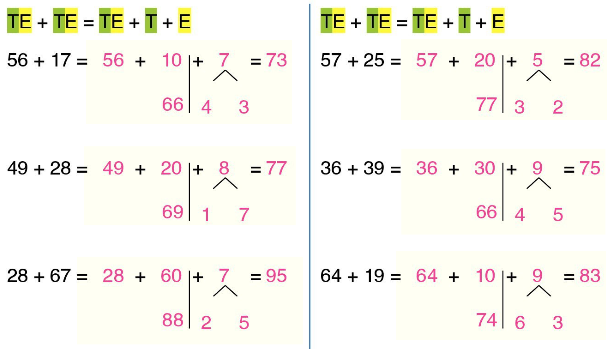 TE + TE = TE + T + E
56 + 17 = 56 + 10 + 7 = 73
66 4 3
49 + 28 = 49 + 20 + 8 = 77
69 1 7
28 + 67 = 28 + 60 + 7 = 95
88 2 5
TE + TE = TE + T + E
57 + 25 = 57 + 20 + 5 = 82
77 3 2
36 + 39 = 36 + 30 + 9 = 75
66 4 5
64 + 19 = 64 + 10 + 9 = 83
74 6 3